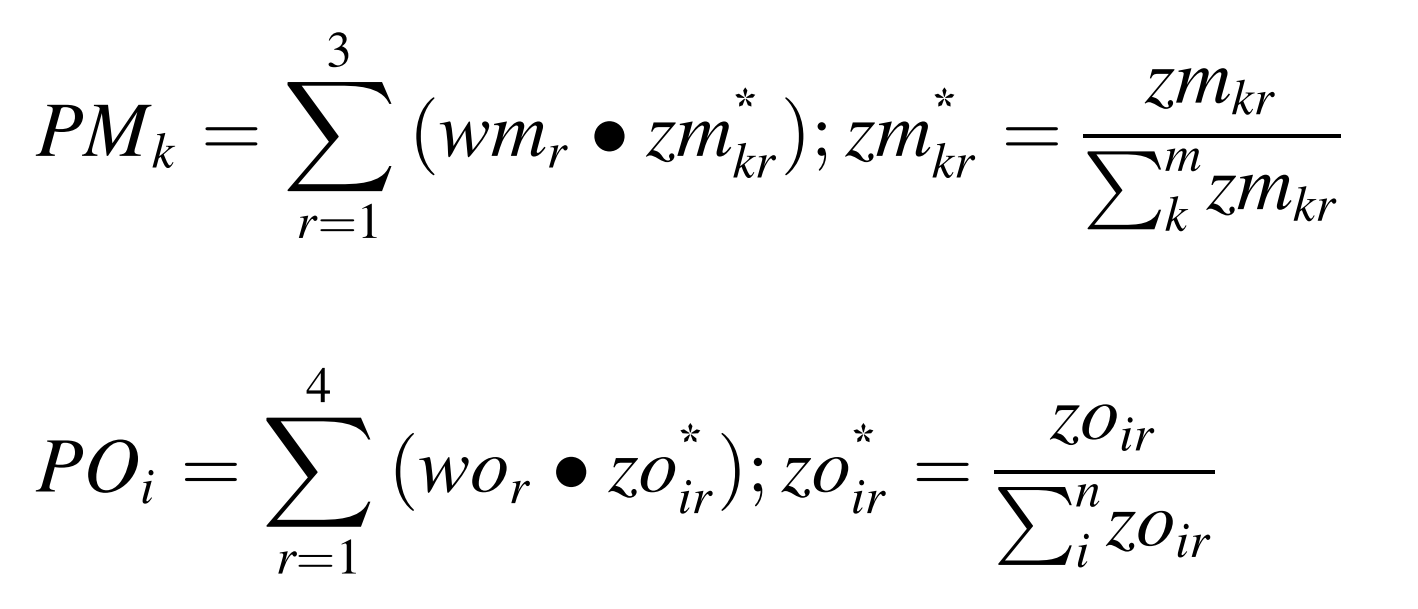 $PM_k = \sum_{r=1}^{3} (wm_r \bullet zm_{kr}^{*}); zm_{kr}^{*} = \frac{zm_{kr}}{\sum_{k}^{m} zm_{kr}}$
$PO_i = \sum_{r=1}^{4} (wo_r \bullet zo_{ir}^{*}); zo_{ir}^{*} = \frac{zo_{ir}}{\sum_{i}^{n} zo_{ir}}$